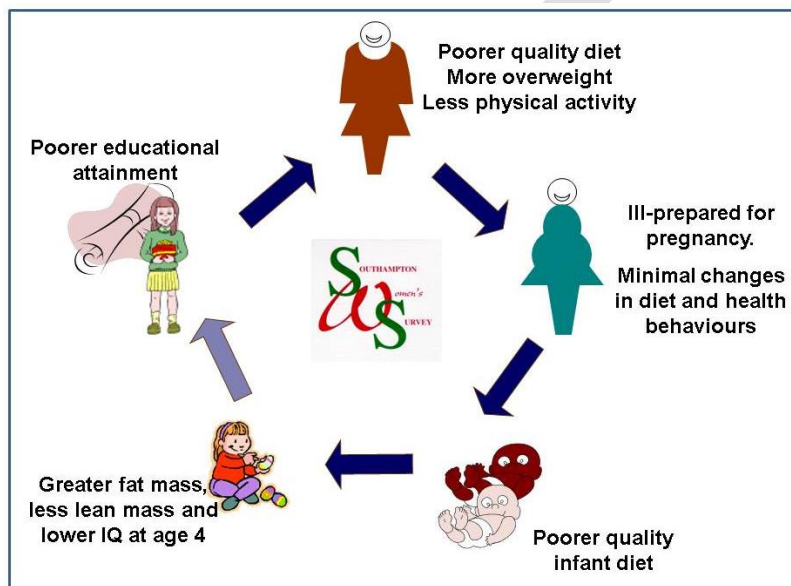 Poorer quality diet
More overweight
Less physical activity
Poorer educational
attainment
Ill-prepared for
pregnancy.
Minimal changes
in diet and health
behaviours
SOUTHAMPTON
Women's
SURVEY
Greater fat mass,
less lean mass and
lower IQ at age 4
Poorer quality
infant diet